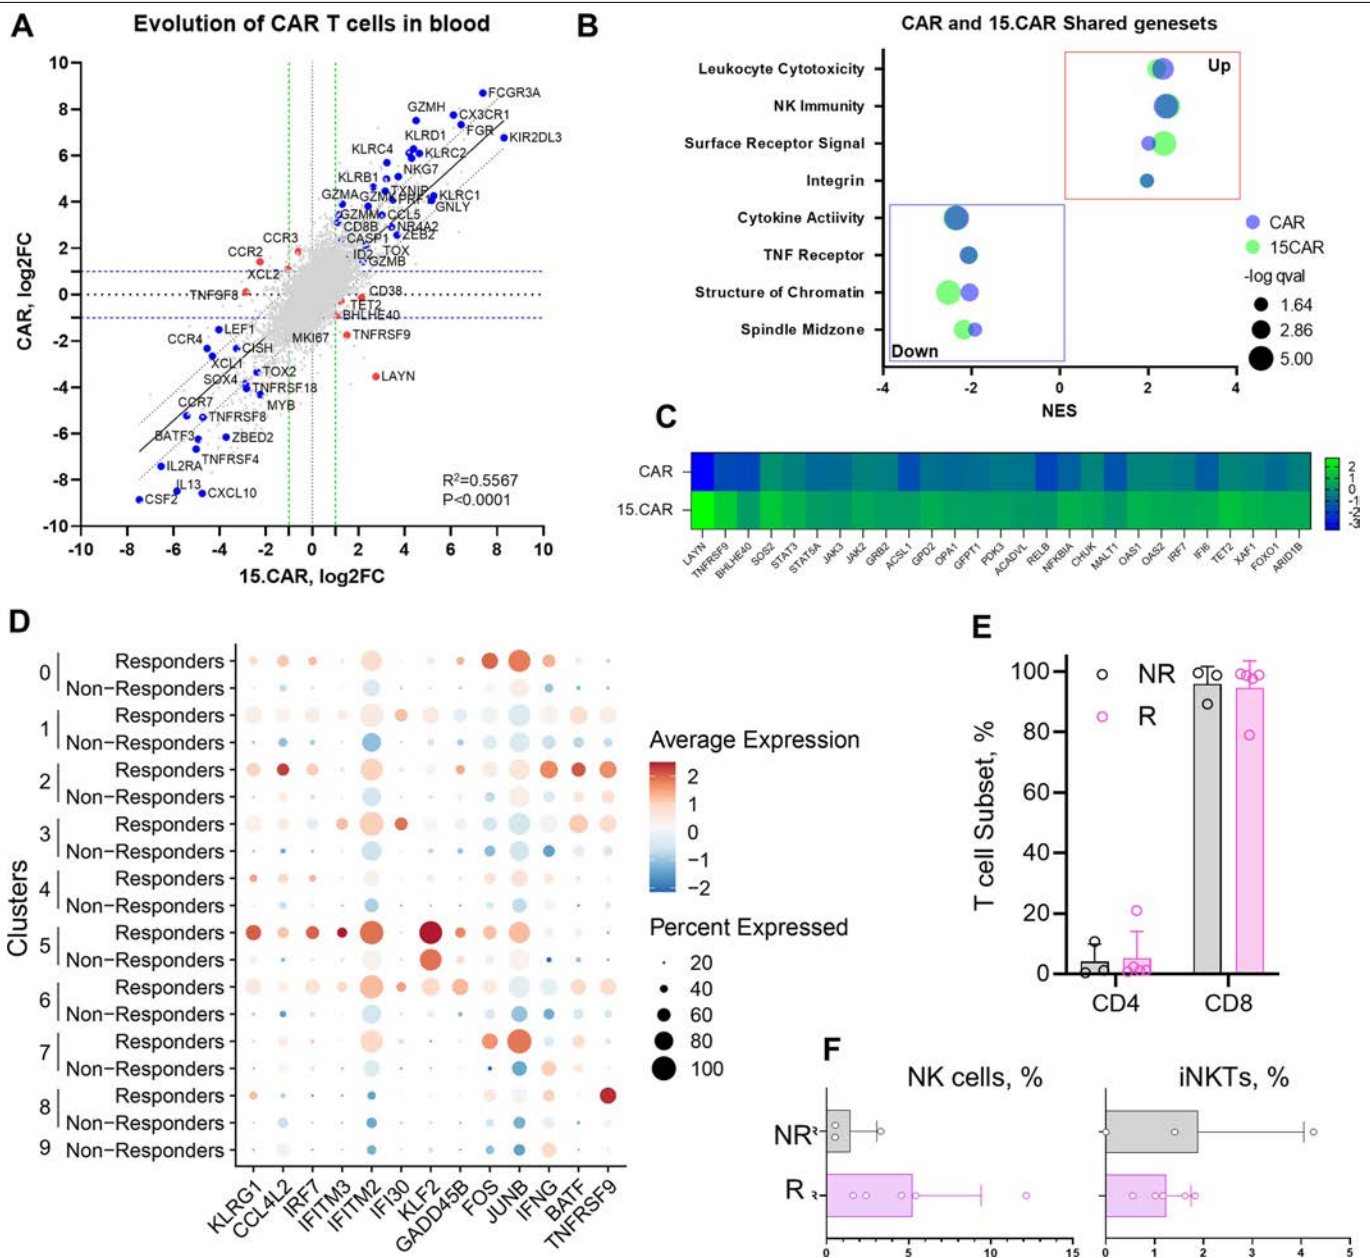 A
Evolution of CAR T cells in blood
CAR, log2FC
10
8
6
4
2
0
-2
-4
-6
-8
-10
FCGR3A
GZMH
CX3CR1
FGR
KLRD1
KIR2DL3
KLRC4
KLRC2
NKG7
KLRB1
TXNIP
GZMA
GZMK
PRF1
KLRC1
GNLY
GZMM
CCL5
CD8B
NR4A2
CCR3
CASP1
ZEB2
CCR2
ID2
TOX
XCL2
GZMB
TNFSF8
CD38
TET2
BHLHE40
LEF1
MKI67
TNFRSF9
CCR4
CISH
XCL1
LAYN
SOX4
TOX2
TNFRSF18
CCR7
MYB
TNFRSF8
BATF3
ZBED2
TNFRSF4
IL2RA
IL13
CXCL10
CSF2
R²=0.5567
P<0.0001
-10 -8 -6 -4 -2 0 2 4 6 8 10
15.CAR, log2FC
B
CAR and 15.CAR Shared genesets
Leukocyte Cytotoxicity
NK Immunity
Surface Receptor Signal
Integrin
Cytokine Actiivity
TNF Receptor
Structure of Chromatin
Spindle Midzone
Up
Down
-4 -2 0 2 4
NES
CAR
15CAR
-log qval
1.64
2.86
5.00
C
CAR
15.CAR
LAYN TNFRSF9 BHLHE40 SOS2 STAT3 STAT5A JAK3 JAK2 GRB2 ACSL1 GPD2 OPA1 GFPT1 PDK3 ACADVL RELB NFKBIA CHUK MALT1 OAS1 OAS2 IRF7 IFI6 TET2 XAF1 FOXO1 ARID1B
2
1
0
-1
-2
-3
D
Clusters
0
Responders
Non-Responders
1
Responders
Non-Responders
2
Responders
Non-Responders
3
Responders
Non-Responders
4
Responders
Non-Responders
5
Responders
Non-Responders
6
Responders
Non-Responders
7
Responders
Non-Responders
8
Responders
Non-Responders
9 Non-Responders
KLRG1 CCL4L2 IRF7 IFITM3 IFITM2 IFI30 KLF2 GADD45B FOS JUNB IFNG BATF TNFRSF9
Average Expression
2
1
0
−1
−2
Percent Expressed
20
40
60
80
100
E
T cell Subset, %
100
80
60
40
20
0
NR
R
CD4 CD8
F
NK cells, %
NR
R
0 5 10 15
iNKTs, %
0 1 2 3 4 5